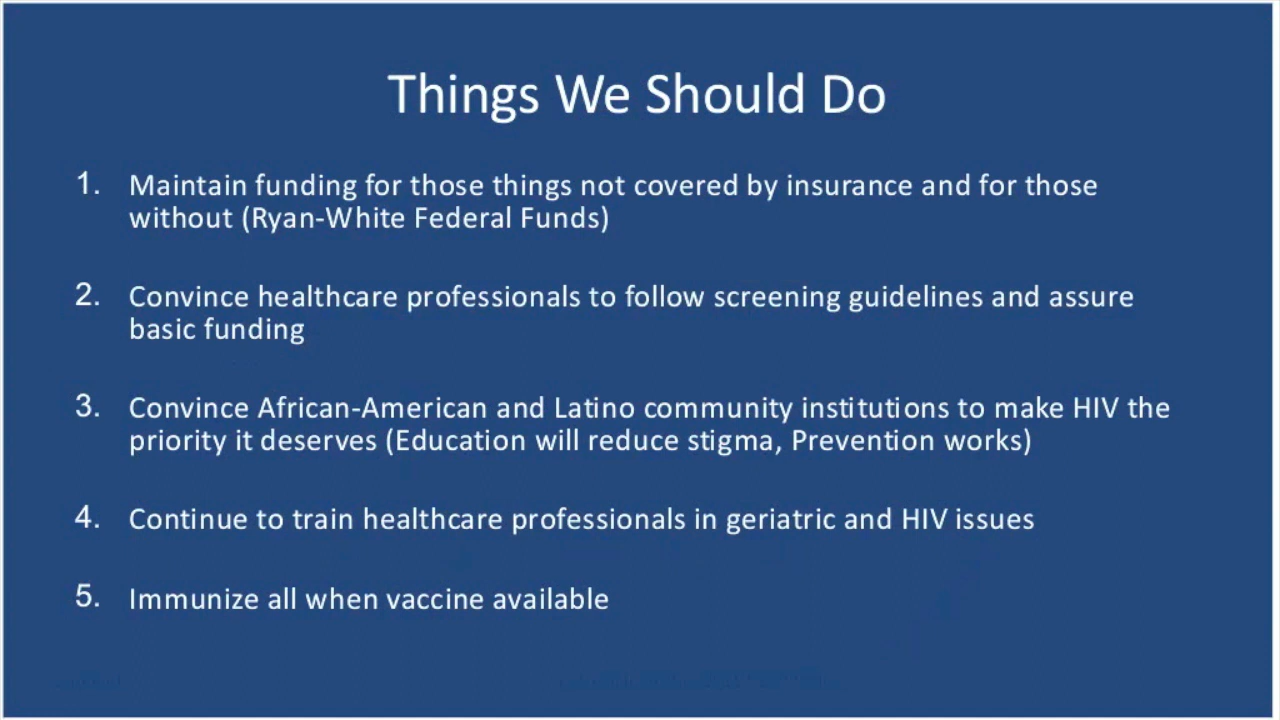 Things We Should Do
1. Maintain funding for those things not covered by insurance and for those
without (Ryan-White Federal Funds)
2. Convince healthcare professionals to follow screening guidelines and assure
basic funding
3. Convince African-American and Latino community institutions to make HIV the
priority it deserves (Education will reduce stigma, Prevention works)
4. Continue to train healthcare professionals in geriatric and HIV issues
5. Immunize all when vaccine available